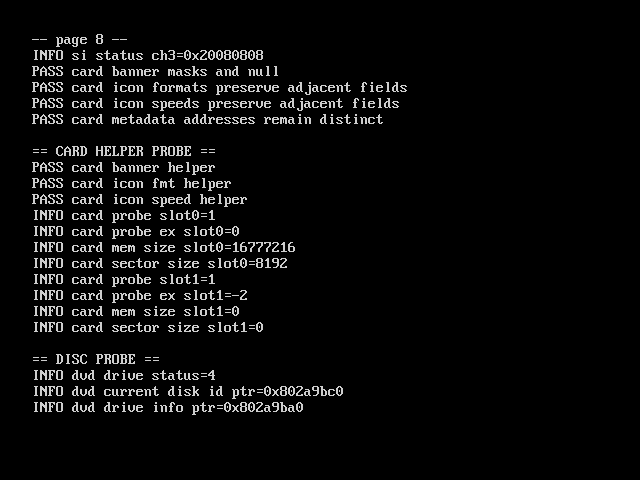 -- page 8 --
INFO si status ch3=0x20080808
PASS card banner masks and null
PASS card icon formats preserve adjacent fields
PASS card icon speeds preserve adjacent fields
PASS card metadata addresses remain distinct
== CARD HELPER PROBE ==
PASS card banner helper
PASS card icon fmt helper
PASS card icon speed helper
INFO card probe slot0=1
INFO card probe ex slot0=0
INFO card mem size slot0=16777216
INFO card sector size slot0=8192
INFO card probe slot1=1
INFO card probe ex slot1=-2
INFO card mem size slot1=0
INFO card sector size slot1=0
== DISC PROBE ==
INFO dvd drive status=4
INFO dvd current disk id ptr=0x802a9bc0
INFO dvd drive info ptr=0x802a9ba0